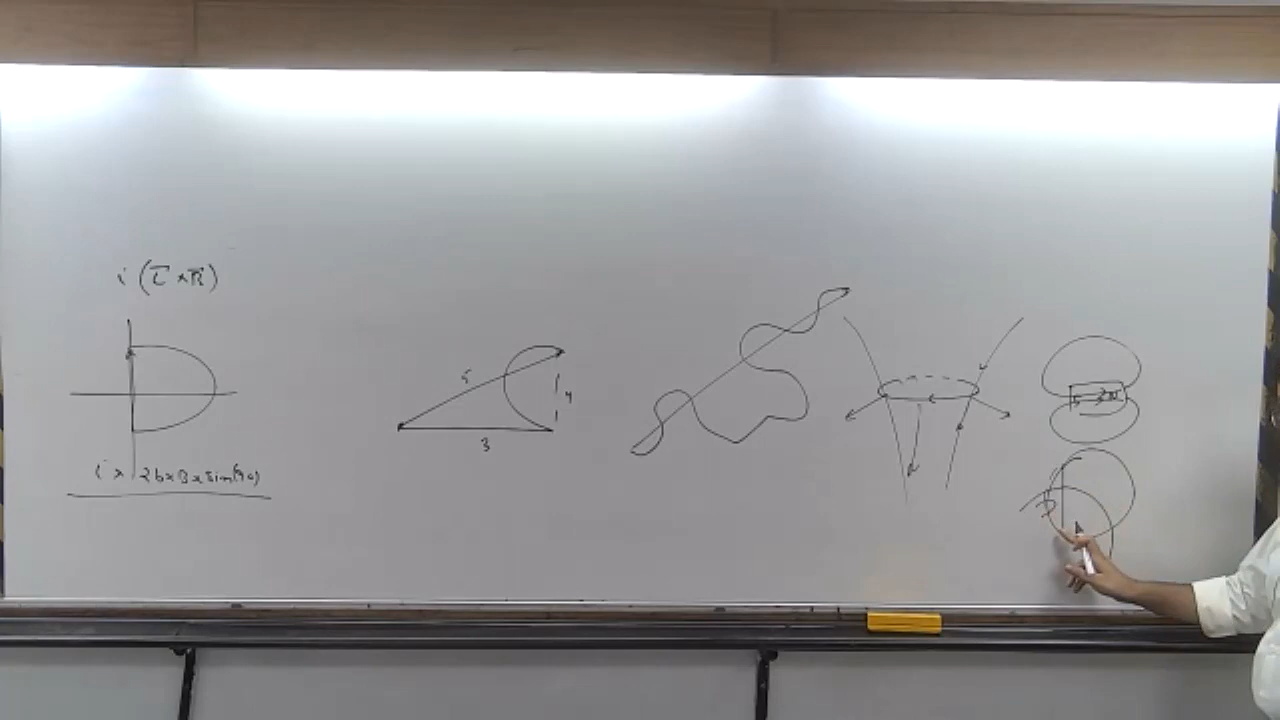 i (L̅ × B̅)
i × 2b × B × sin(90)
5
4
3